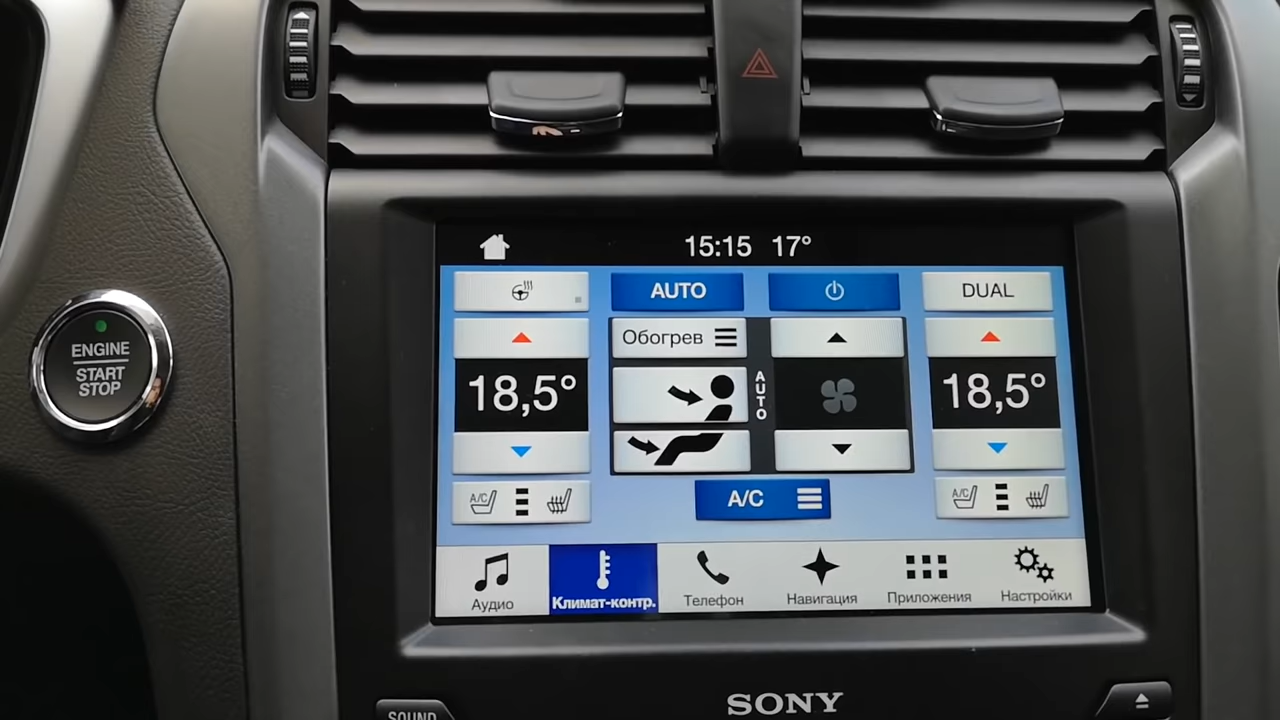 15:15 17°
AUTO
DUAL
Обогрев
18,5°
AUTO
18,5°
A/C
A/C
A/C
Аудио
Климат-контр.
Телефон
Навигация
Приложения
Настройки
ENGINE
START
STOP
SONY
SOUND